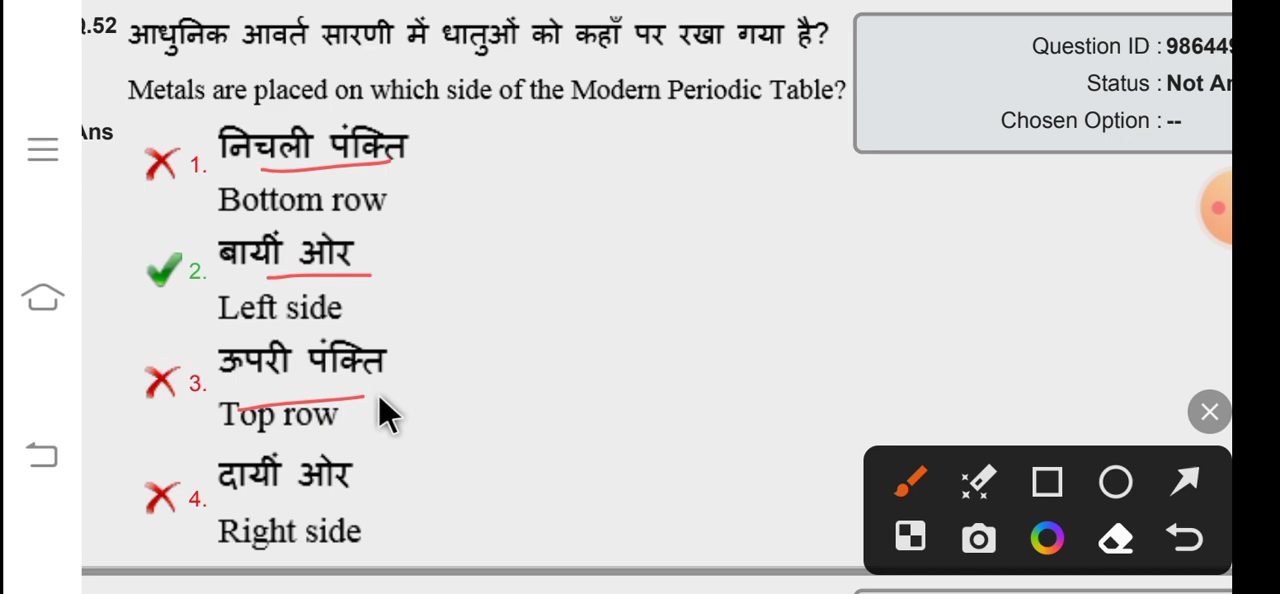 .52 आधुनिक आवर्त सारणी में धातुओं को कहाँ पर रखा गया है?
Metals are placed on which side of the Modern Periodic Table?
Question ID : 986449
Status : Not Ar
Chosen Option : --
Ans
1. निचली पंक्ति
Bottom row
2. बायीं ओर
Left side
3. ऊपरी पंक्ति
Top row
4. दायीं ओर
Right side